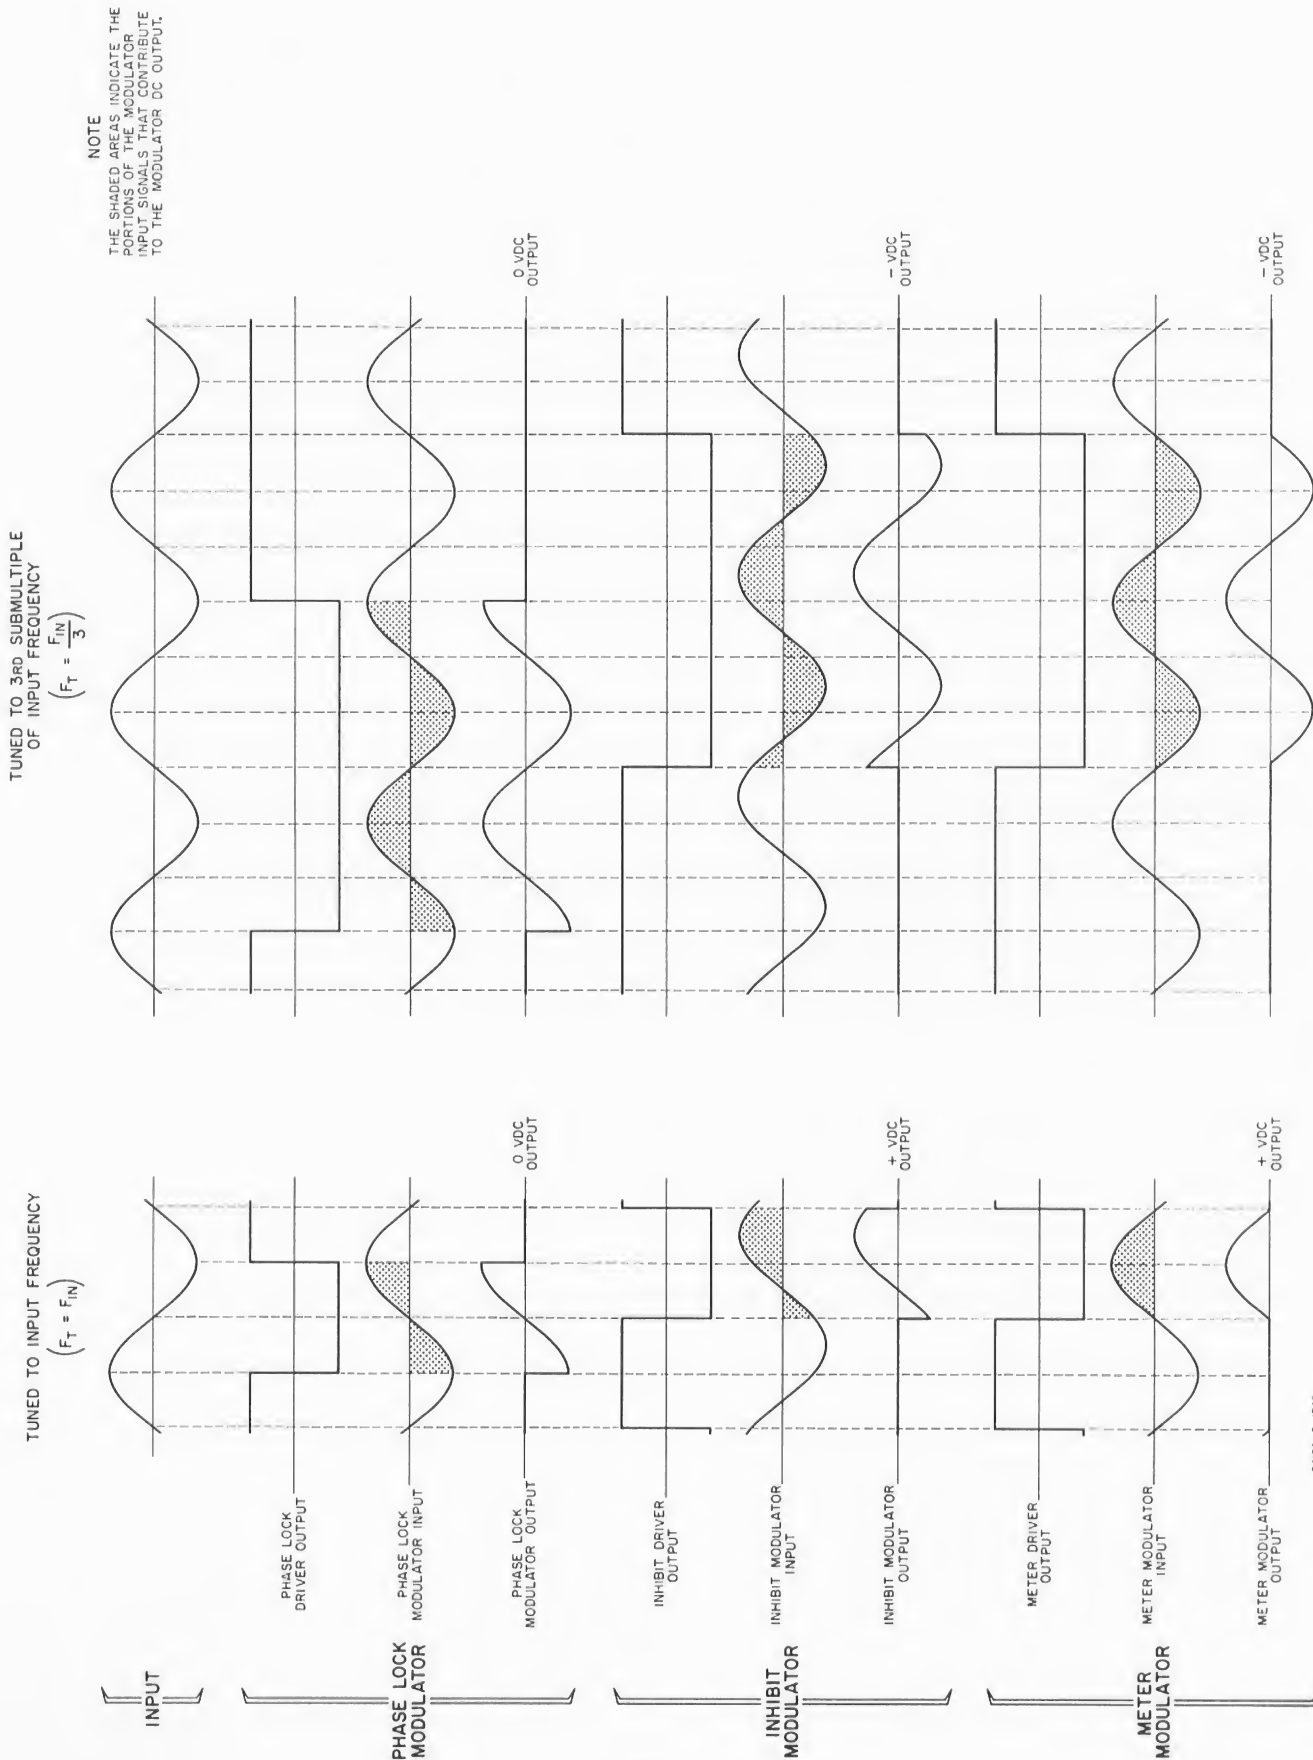 TUNED TO INPUT FREQUENCY
(F_T = F_IN)
TUNED TO 3RD SUBMULTIPLE
OF INPUT FREQUENCY
(F_T = F_IN / 3)
NOTE
THE SHADED AREAS INDICATE THE
PORTIONS OF THE MODULATOR
INPUT SIGNALS THAT CONTRIBUTE
TO THE MODULATOR DC OUTPUT.
INPUT
PHASE LOCK
MODULATOR
PHASE LOCK
DRIVER OUTPUT
PHASE LOCK
MODULATOR INPUT
PHASE LOCK
MODULATOR OUTPUT
0 VDC
OUTPUT
0 VDC
OUTPUT
INHIBIT
MODULATOR
INHIBIT DRIVER
OUTPUT
INHIBIT MODULATOR
INPUT
INHIBIT MODULATOR
OUTPUT
+ VDC
OUTPUT
− VDC
OUTPUT
METER
MODULATOR
METER DRIVER
OUTPUT
METER MODULATOR
INPUT
METER MODULATOR
OUTPUT
+ VDC
OUTPUT
− VDC
OUTPUT